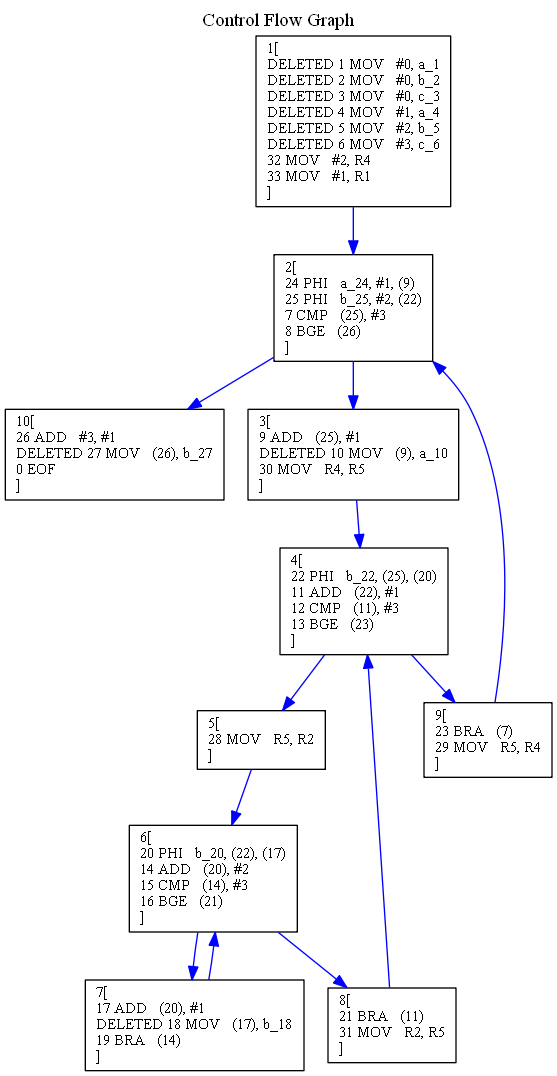 Control Flow Graph
1[
DELETED 1 MOV #0, a_1
DELETED 2 MOV #0, b_2
DELETED 3 MOV #0, c_3
DELETED 4 MOV #1, a_4
DELETED 5 MOV #2, b_5
DELETED 6 MOV #3, c_6
32 MOV #2, R4
33 MOV #1, R1
]
2[
24 PHI a_24, #1, (9)
25 PHI b_25, #2, (22)
7 CMP (25), #3
8 BGE (26)
]
10[
26 ADD #3, #1
DELETED 27 MOV (26), b_27
0 EOF
]
3[
9 ADD (25), #1
DELETED 10 MOV (9), a_10
30 MOV R4, R5
]
4[
22 PHI b_22, (25), (20)
11 ADD (22), #1
12 CMP (11), #3
13 BGE (23)
]
5[
28 MOV R5, R2
]
9[
23 BRA (7)
29 MOV R5, R4
]
6[
20 PHI b_20, (22), (17)
14 ADD (20), #2
15 CMP (14), #3
16 BGE (21)
]
7[
17 ADD (20), #1
DELETED 18 MOV (17), b_18
19 BRA (14)
]
8[
21 BRA (11)
31 MOV R2, R5
]